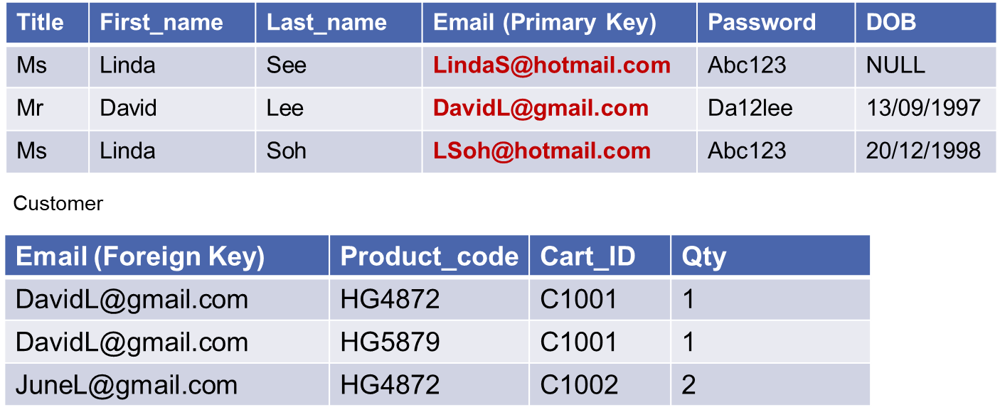 Title First_name Last_name Email (Primary Key) Password DOB
Ms Linda See LindaS@hotmail.com Abc123 NULL
Mr David Lee DavidL@gmail.com Da12lee 13/09/1997
Ms Linda Soh LSoh@hotmail.com Abc123 20/12/1998
Customer
Email (Foreign Key) Product_code Cart_ID Qty
DavidL@gmail.com HG4872 C1001 1
DavidL@gmail.com HG5879 C1001 1
JuneL@gmail.com HG4872 C1002 2